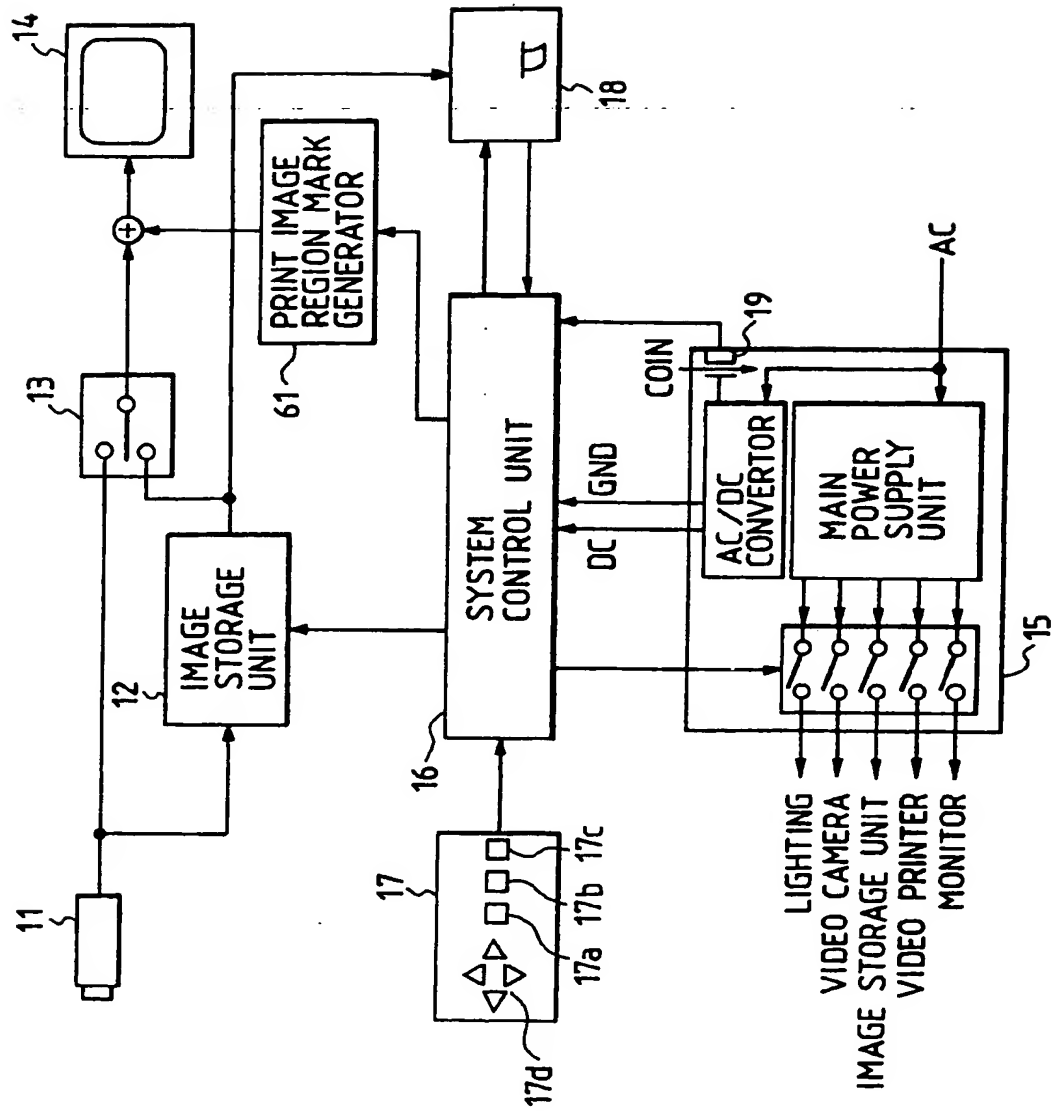 11
13
14
12
IMAGE
STORAGE
UNIT
61
PRINT IMAGE
REGION MARK
GENERATOR
18
16
SYSTEM
CONTROL UNIT
17
17a
17b
17c
17d
DC
GND
COIN
19
AC
AC/DC
CONVERTOR
MAIN
POWER
SUPPLY
UNIT
15
LIGHTING
VIDEO CAMERA
IMAGE STORAGE UNIT
VIDEO PRINTER
MONITOR